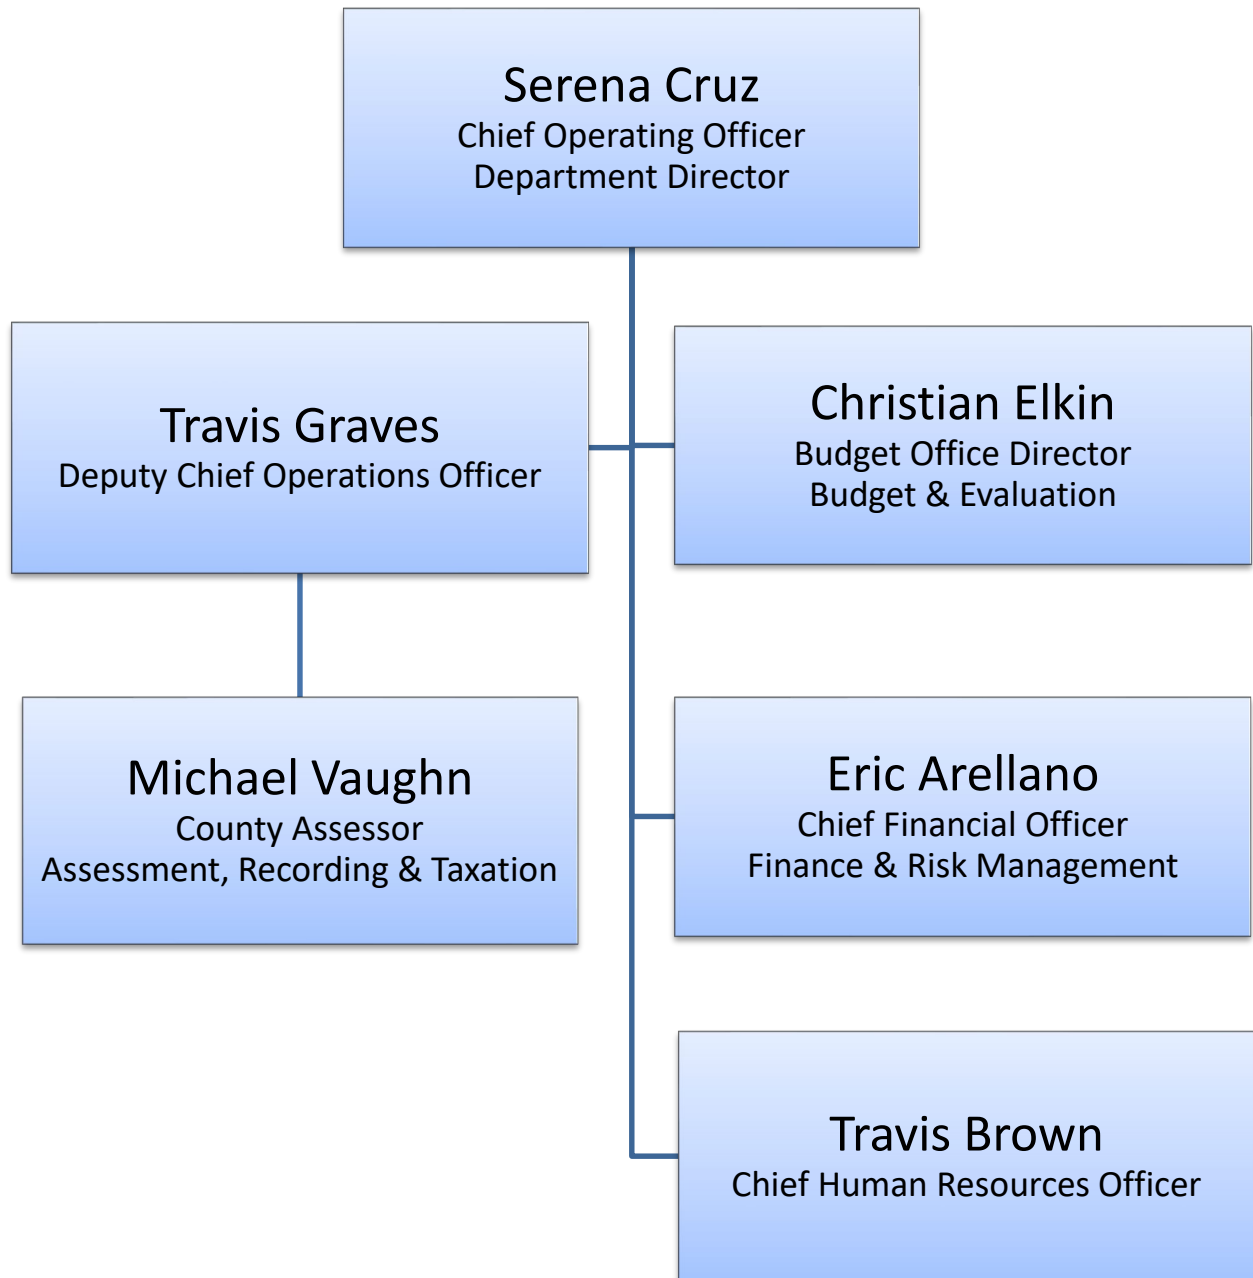 Serena Cruz
Chief Operating Officer
Department Director
Travis Graves
Deputy Chief Operations Officer
Christian Elkin
Budget Office Director
Budget & Evaluation
Michael Vaughn
County Assessor
Assessment, Recording & Taxation
Eric Arellano
Chief Financial Officer
Finance & Risk Management
Travis Brown
Chief Human Resources Officer